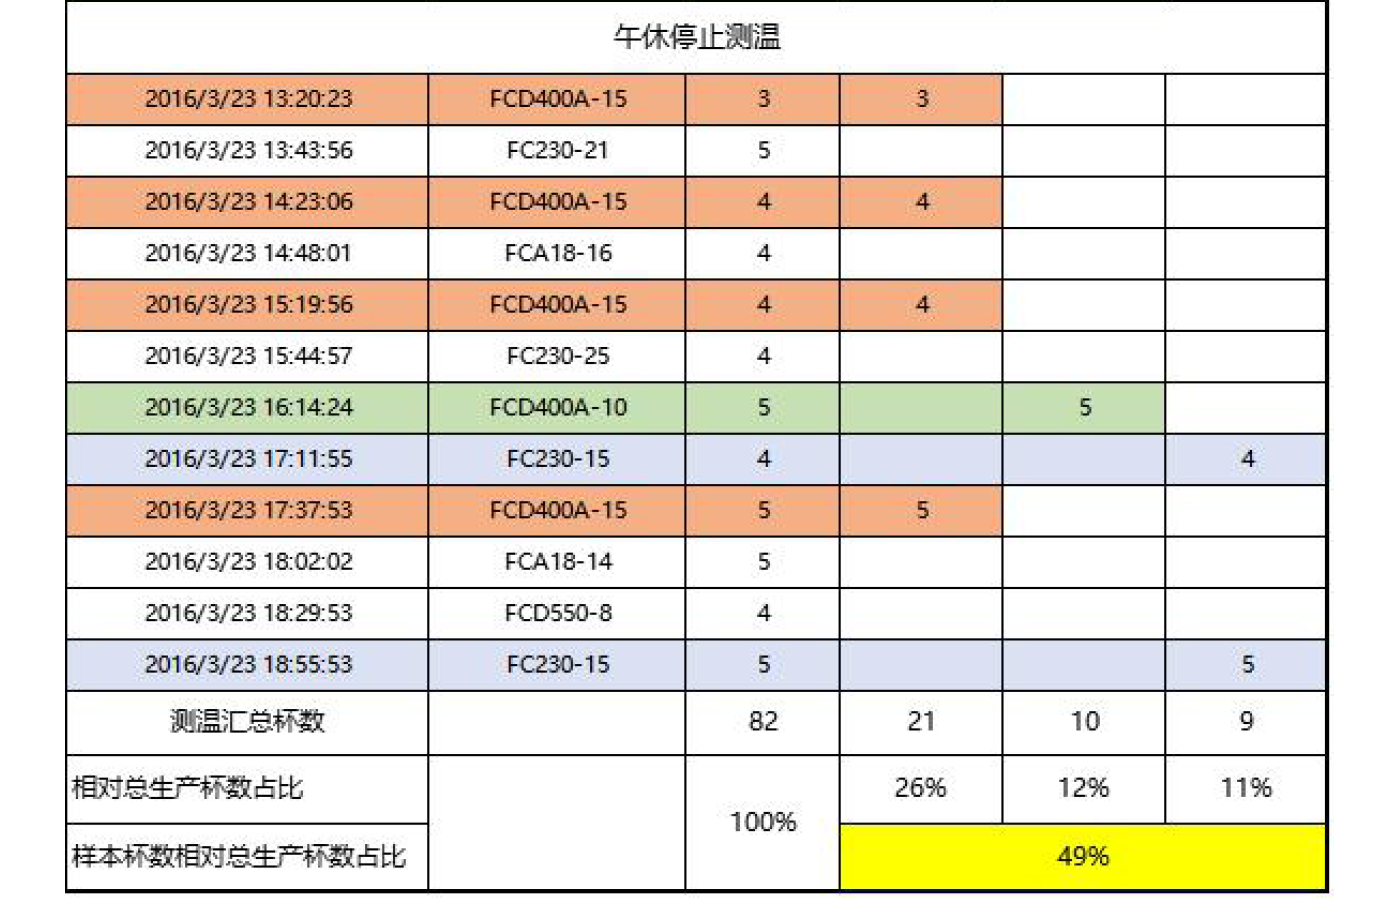 午休停止测温
2016/3/23 13:20:23 FCD400A-15 3 3
2016/3/23 13:43:56 FC230-21 5
2016/3/23 14:23:06 FCD400A-15 4 4
2016/3/23 14:48:01 FCA18-16 4
2016/3/23 15:19:56 FCD400A-15 4 4
2016/3/23 15:44:57 FC230-25 4
2016/3/23 16:14:24 FCD400A-10 5 5
2016/3/23 17:11:55 FC230-15 4 4
2016/3/23 17:37:53 FCD400A-15 5 5
2016/3/23 18:02:02 FCA18-14 5
2016/3/23 18:29:53 FCD550-8 4
2016/3/23 18:55:53 FC230-15 5 5
测温汇总杯数 82 21 10 9
相对总生产杯数占比 26% 12% 11%
100%
样本杯数相对总生产杯数占比 49%